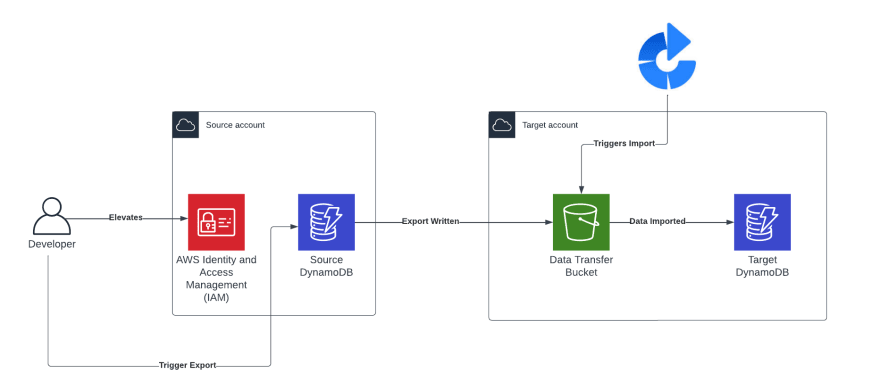 Source account
Target account
Triggers Import
Elevates
Export Written
Data Imported
Developer
AWS Identity and
Access
Management
(IAM)
Source
DynamoDB
Data Transfer
Bucket
Target
DynamoDB
Trigger Export